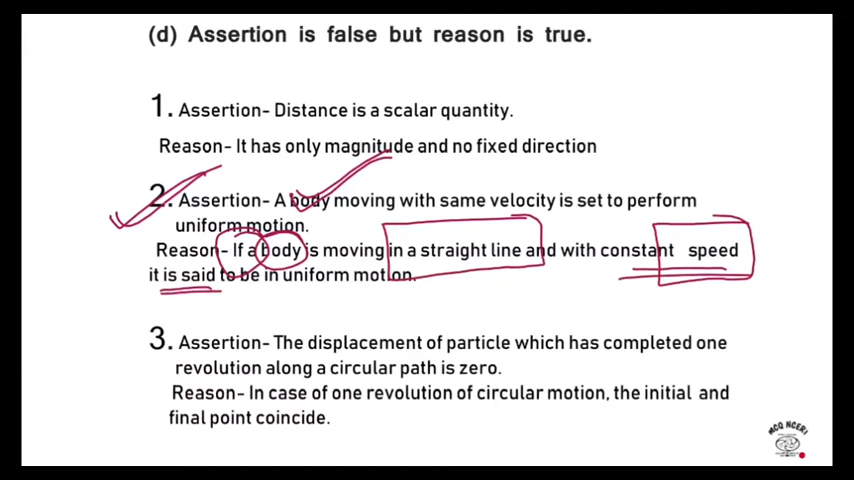 (d) Assertion is false but reason is true.
1. Assertion- Distance is a scalar quantity.
Reason- It has only magnitude and no fixed direction
2. Assertion- A body moving with same velocity is set to perform
uniform motion.
Reason- If a body is moving in a straight line and with constant speed
it is said to be in uniform motion.
3. Assertion- The displacement of particle which has completed one
revolution along a circular path is zero.
Reason- In case of one revolution of circular motion, the initial and
final point coincide.
MCQ NCERT